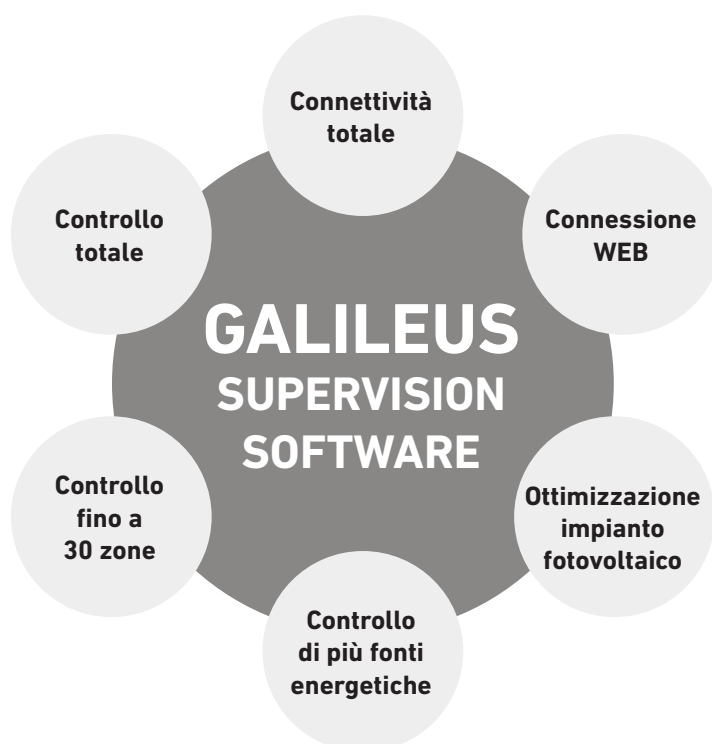 Connettività
totale
Controllo
totale
Connessione
WEB
GALILEUS
SUPERVISION
SOFTWARE
Controllo
fino a
30 zone
Ottimizzazione
impianto
fotovoltaico
Controllo
di più fonti
energetiche